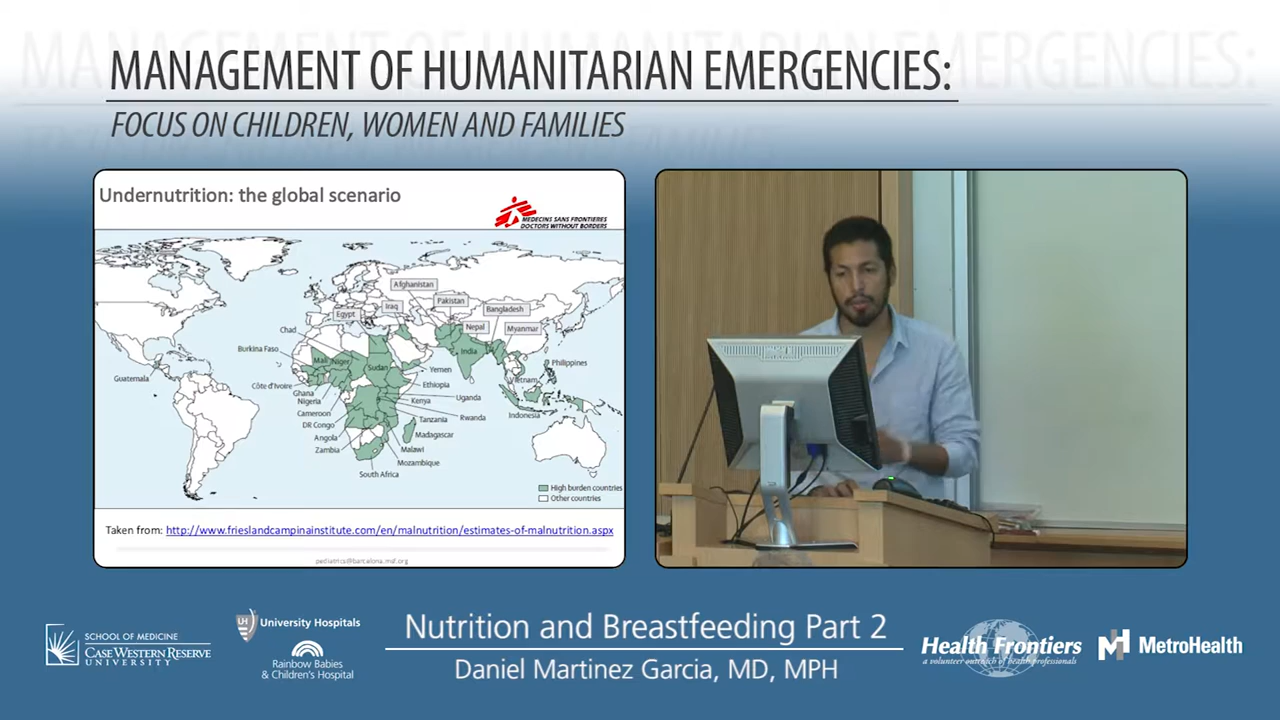 MANAGEMENT OF HUMANITARIAN EMERGENCIES:
FOCUS ON CHILDREN, WOMEN AND FAMILIES
Undernutrition: the global scenario
MEDECINS SANS FRONTIERES
DOCTORS WITHOUT BORDERS
Afghanistan
Iraq
Pakistan
Egypt
Bangladesh
Nepal
Myanmar
Chad
Burkina Faso
Mali
Niger
India
Sudan
Philippines
Guatemala
Yemen
Vietnam
Côte d'Ivoire
Ethiopia
Ghana
Kenya
Uganda
Nigeria
Cameroon
Rwanda
Indonesia
DR Congo
Tanzania
Angola
Madagascar
Zambia
Malawi
Mozambique
South Africa
High burden countries
Other countries
Taken from: http://www.frieslandcampinainstitute.com/en/malnutrition/estimates-of-malnutrition.aspx
pediatrics@barcelona.msf.org
SCHOOL OF MEDICINE
CASE WESTERN RESERVE
UNIVERSITY
UH
University Hospitals
Rainbow Babies
& Children's Hospital
Nutrition and Breastfeeding Part 2
Daniel Martinez Garcia, MD, MPH
Health Frontiers
a volunteer outreach of health professionals
MetroHealth